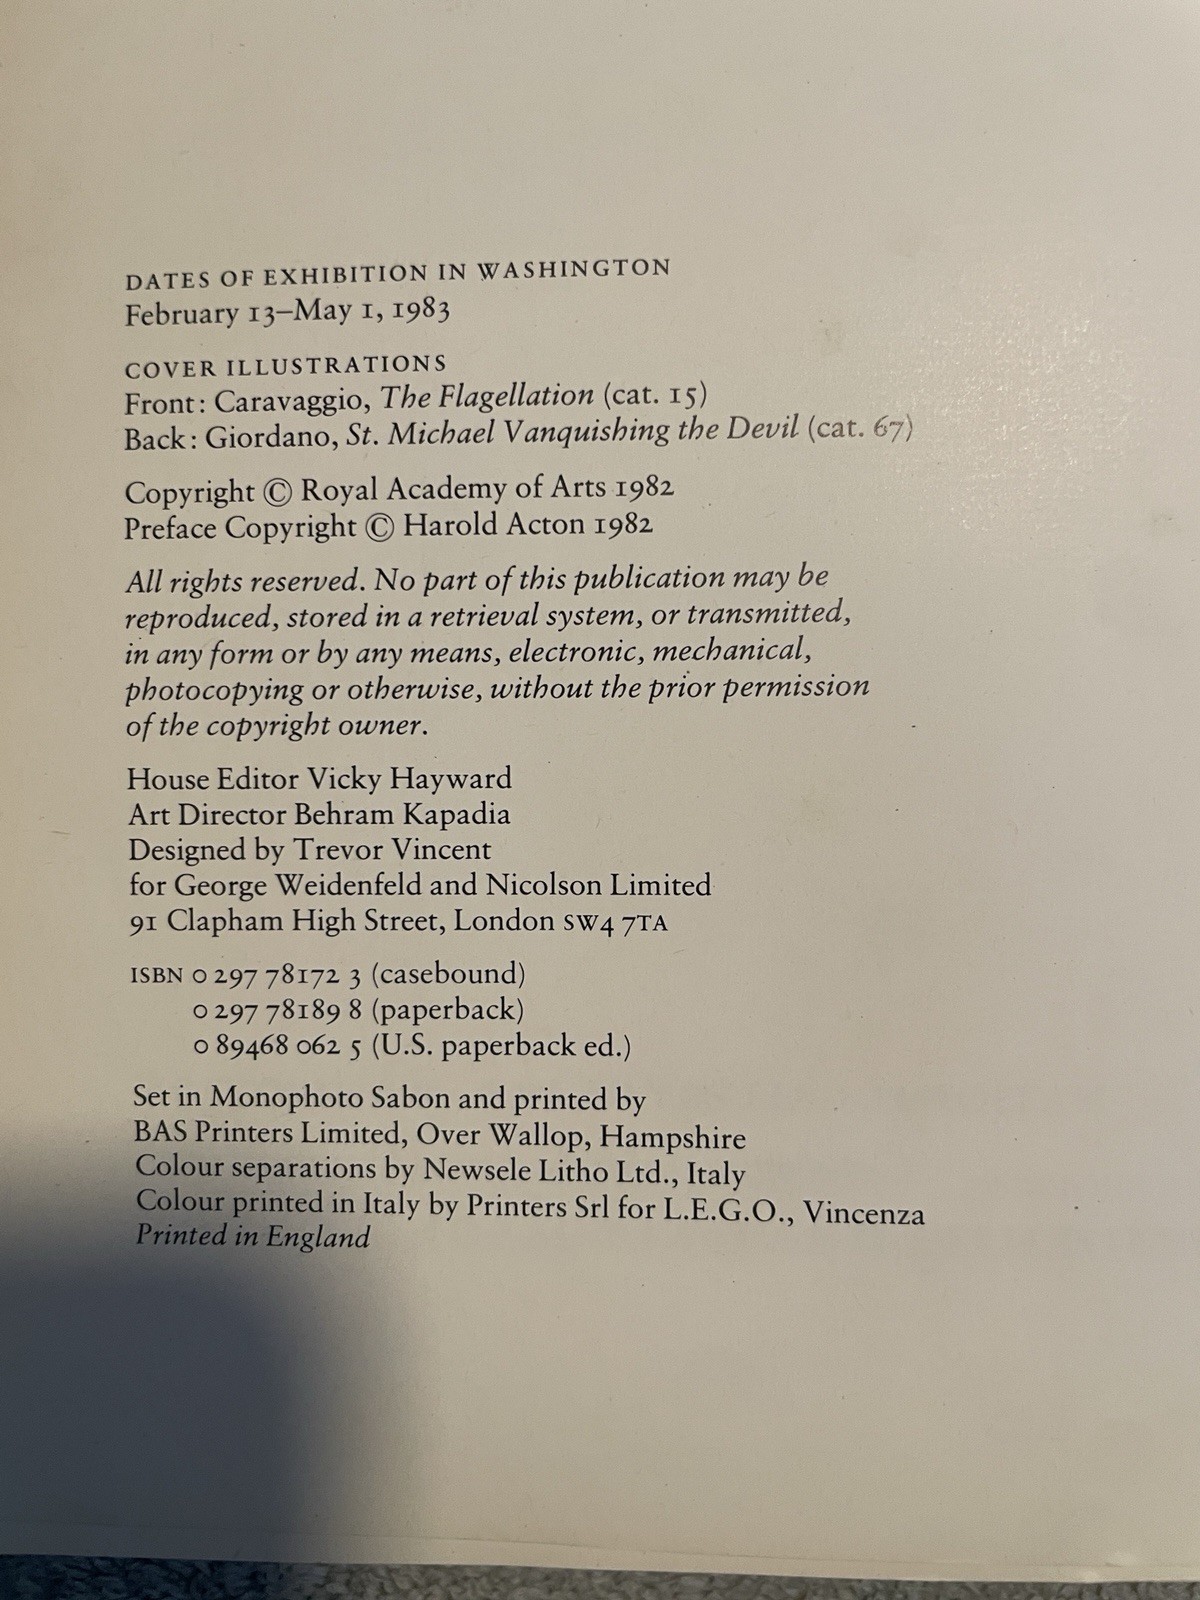 DATES OF EXHIBITION IN WASHINGTON
February 13–May 1, 1983
COVER ILLUSTRATIONS
Front: Caravaggio, The Flagellation (cat. 15)
Back: Giordano, St. Michael Vanquishing the Devil (cat. 67)
Copyright © Royal Academy of Arts 1982
Preface Copyright © Harold Acton 1982
All rights reserved. No part of this publication may be
reproduced, stored in a retrieval system, or transmitted,
in any form or by any means, electronic, mechanical,
photocopying or otherwise, without the prior permission
of the copyright owner.
House Editor Vicky Hayward
Art Director Behram Kapadia
Designed by Trevor Vincent
for George Weidenfeld and Nicolson Limited
91 Clapham High Street, London SW4 7TA
ISBN 0 297 78172 3 (casebound)
0 297 78189 8 (paperback)
0 89468 062 5 (U.S. paperback ed.)
Set in Monophoto Sabon and printed by
BAS Printers Limited, Over Wallop, Hampshire
Colour separations by Newsele Litho Ltd., Italy
Colour printed in Italy by Printers Srl for L.E.G.O., Vincenza
Printed in England